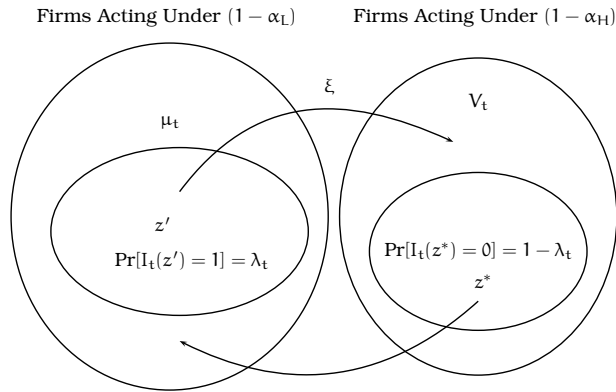 Firms Acting Under (1 − α_L)
Firms Acting Under (1 − α_H)
ξ
μ_t
V_t
z′
Pr[I_t(z′) = 1] = λ_t
Pr[I_t(z*) = 0] = 1 − λ_t
z*